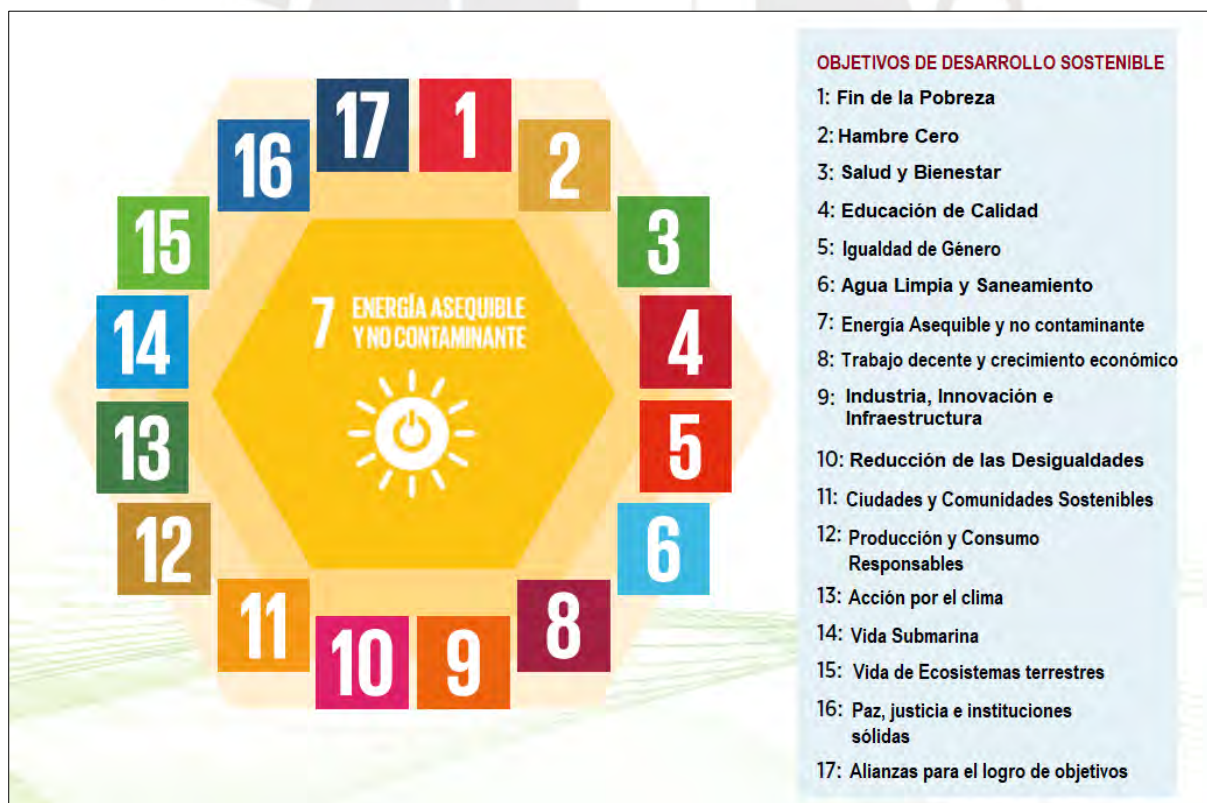 17
1
16
2
15
3
7 ENERGÍA ASEQUIBLE
Y NO CONTAMINANTE
14
4
13
5
12
6
11
8
10
9
OBJETIVOS DE DESARROLLO SOSTENIBLE
1: Fin de la Pobreza
2: Hambre Cero
3: Salud y Bienestar
4: Educación de Calidad
5: Igualdad de Género
6: Agua Limpia y Saneamiento
7: Energía Asequible y no contaminante
8: Trabajo decente y crecimiento económico
9: Industria, Innovación e
Infraestructura
10: Reducción de las Desigualdades
11: Ciudades y Comunidades Sostenibles
12: Producción y Consumo
Responsables
13: Acción por el clima
14: Vida Submarina
15: Vida de Ecosistemas terrestres
16: Paz, justicia e instituciones
sólidas
17: Alianzas para el logro de objetivos